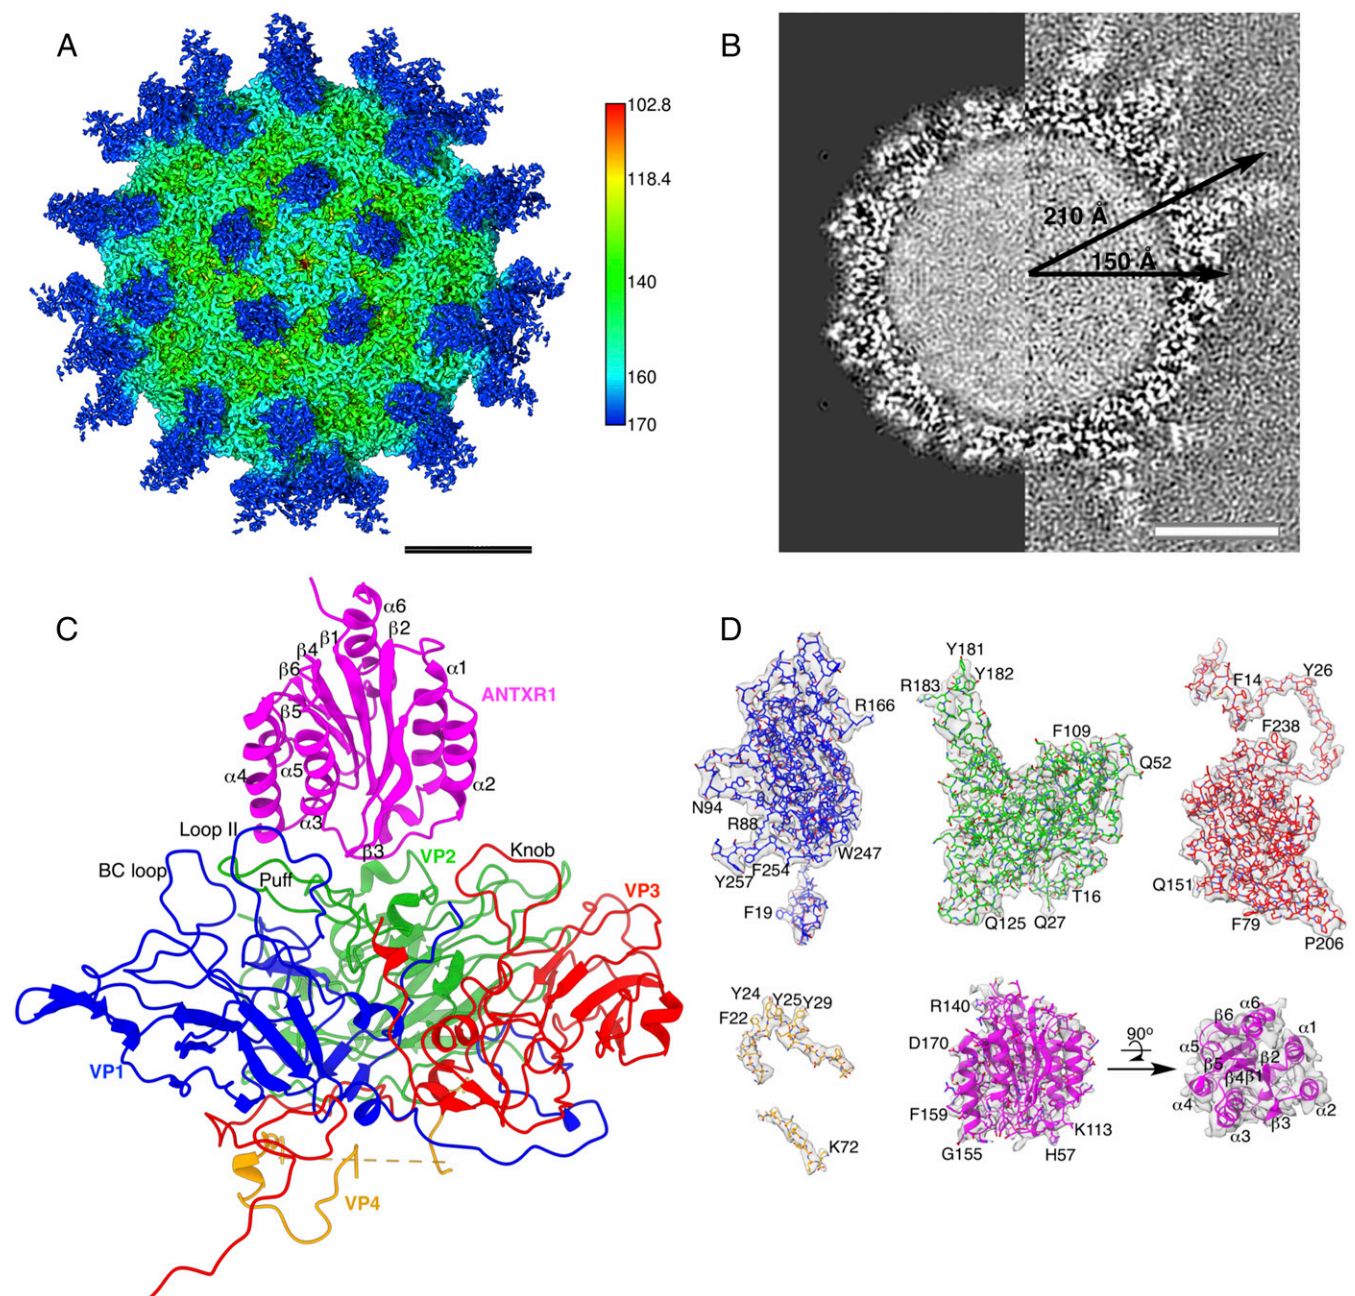 A
102.8
118.4
140
160
170
B
210 Å
150 Å
C
α6
β1
β2
β4
β6
α1
ANTXR1
β5
α4
α5
α2
α3
Loop II
β3
VP2
Knob
BC loop
Puff
VP3
VP1
VP4
D
R166
N94
R88
W247
F254
Y257
F19
Y181
Y182
R183
F109
Q52
T16
Q125
Q27
F14
Y26
F238
Q151
F79
P206
Y24
Y25
Y29
F22
K72
R140
D170
F159
K113
G155
H57
90º
α6
β6
α1
α5
β2
β5
β4
β1
α4
α2
β3
α3